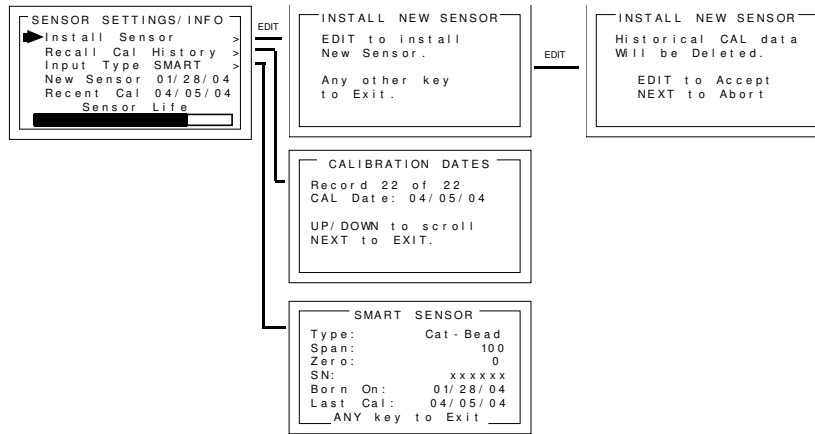 SENSOR SETTINGS/INFO
Install Sensor >
Recall Cal History >
Input Type SMART >
New Sensor 01/28/04
Recent Cal 04/05/04
Sensor Life
EDIT
INSTALL NEW SENSOR
EDIT to install
New Sensor.
Any other key
to Exit.
EDIT
INSTALL NEW SENSOR
Historical CAL data
Will be Deleted.
EDIT to Accept
NEXT to Abort
CALIBRATION DATES
Record 22 of 22
CAL Date: 04/05/04
UP/DOWN to scroll
NEXT to EXIT.
SMART SENSOR
Type: Cat-Bead
Span: 100
Zero: 0
SN: xxxxxx
Born On: 01/28/04
Last Cal: 04/05/04
ANY key to Exit